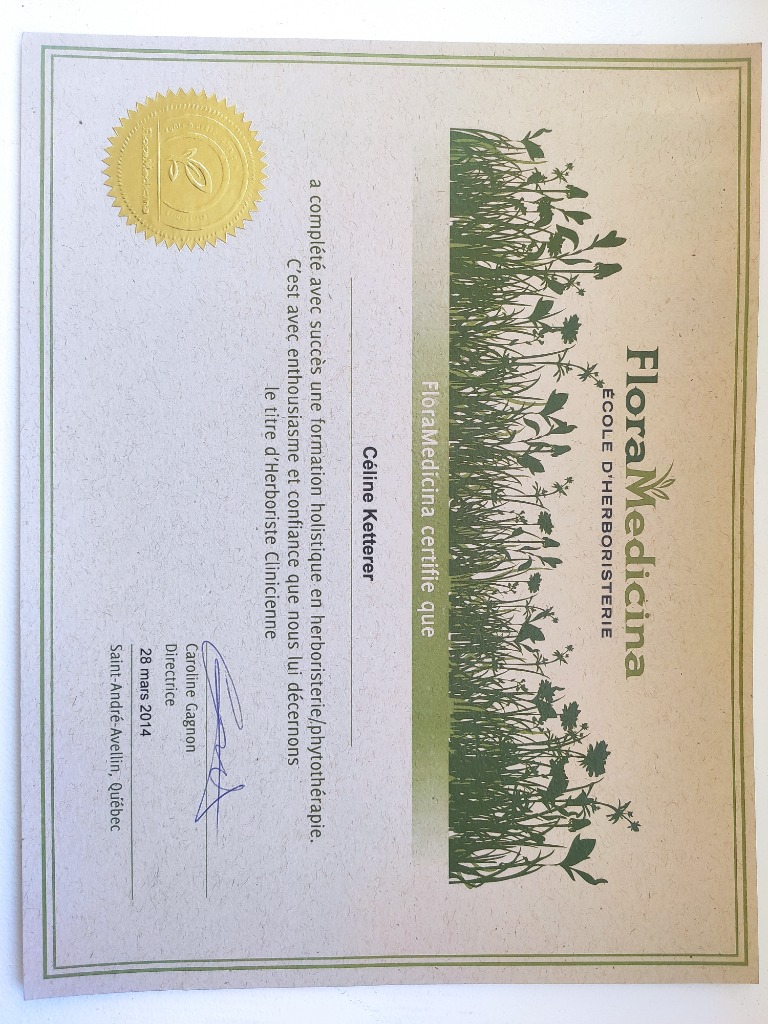 FloraMedicina
ÉCOLE D'HERBORISTERIE
FloraMedicina certifie que
Céline Ketterer
a complété avec succès une formation holistique en herboristerie/phytothérapie.
C'est avec enthousiasme et confiance que nous lui décernons
le titre d'Herboriste Clinicienne
Caroline Gagnon
Directrice
28 mars 2014
Saint-André-Avellin, Québec
FloraMedicina